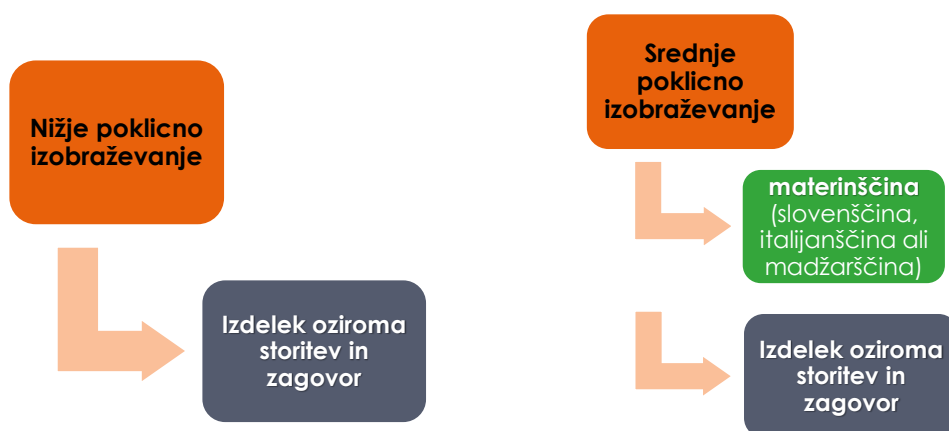 Nižje poklicno
izobraževanje
Izdelek oziroma
storitev in
zagovor
Srednje
poklicno
izobraževanje
materinščina
(slovenščina,
italijanščina ali
madžarščina)
Izdelek oziroma
storitev in
zagovor